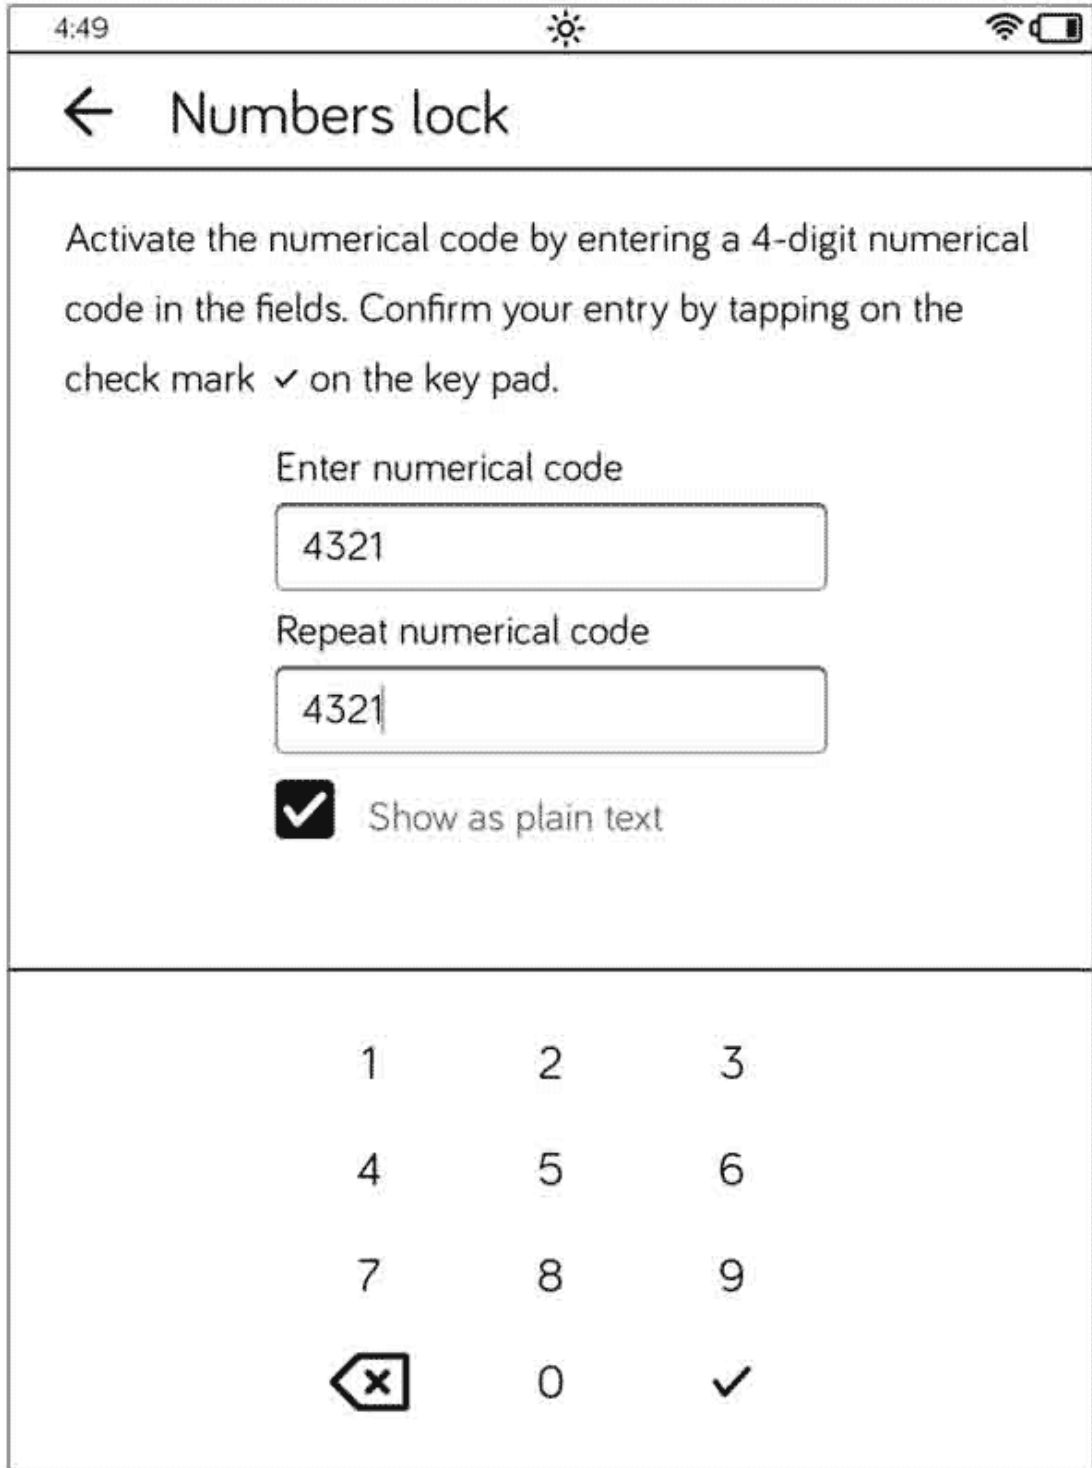 4:49
Numbers lock
Activate the numerical code by entering a 4-digit numerical
code in the fields. Confirm your entry by tapping on the
check mark ✓ on the key pad.
Enter numerical code
4321
Repeat numerical code
4321
Show as plain text
1 2 3
4 5 6
7 8 9
0 ✓